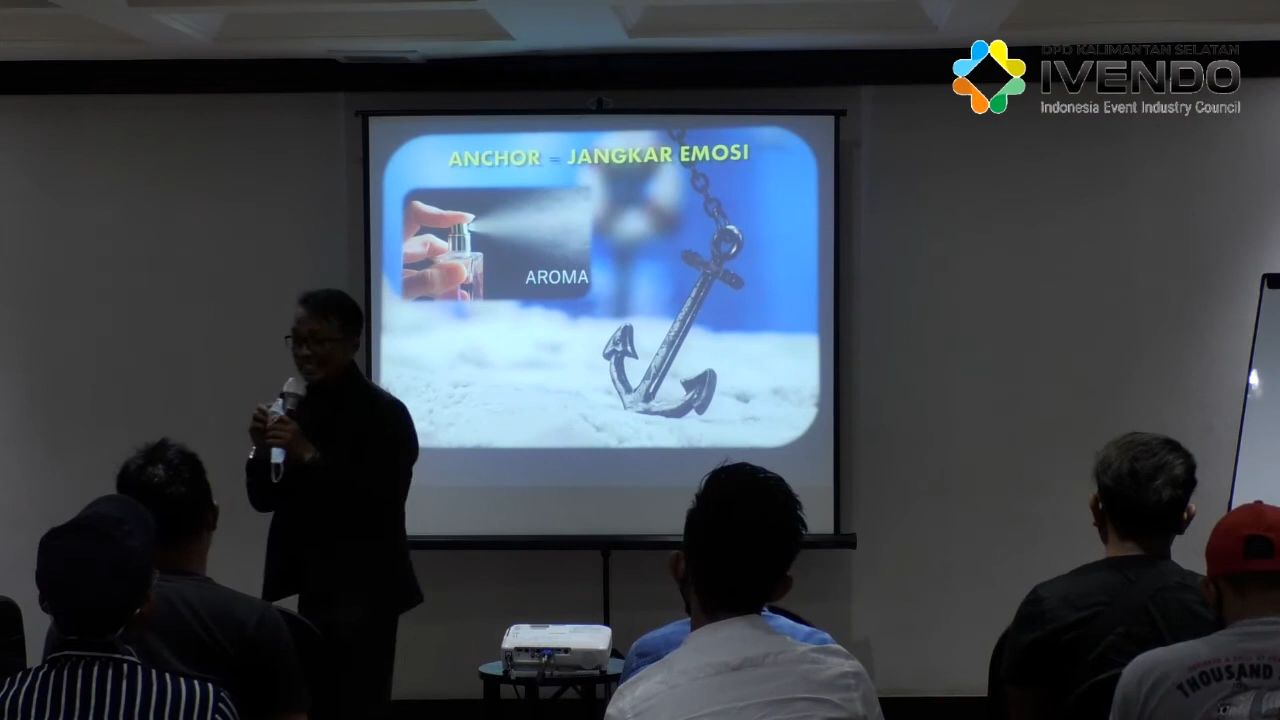 DPD KALIMANTAN SELATAN
IVENDO
Indonesia Event Industry Council
ANCHOR = JANGKAR EMOSI
AROMA
THOUSAND